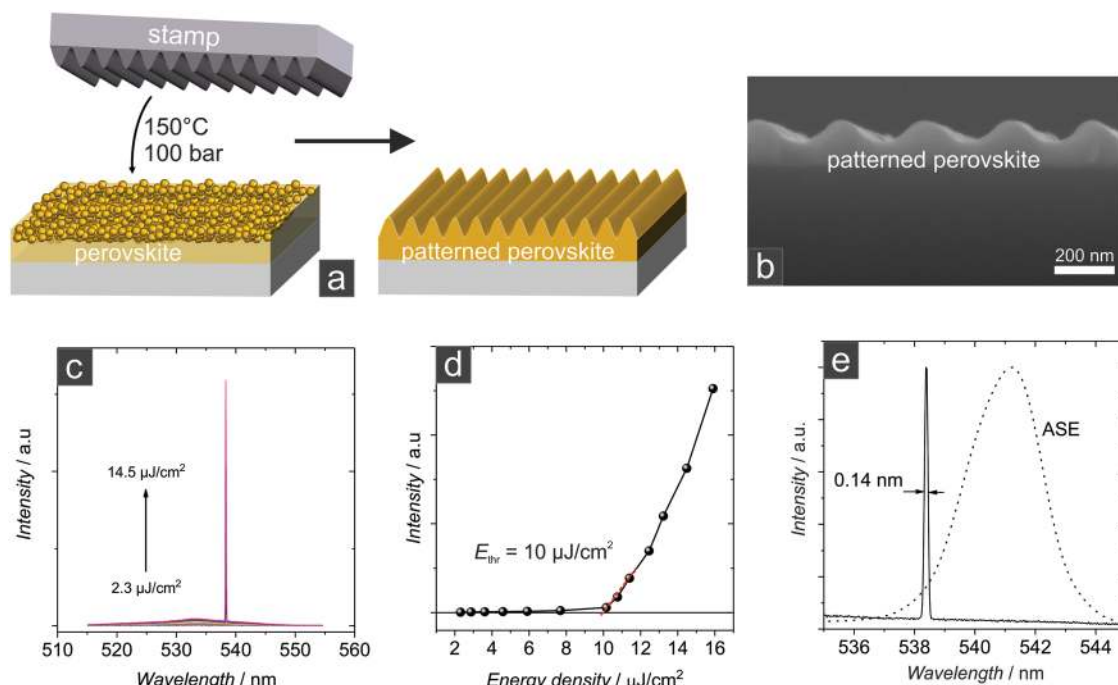 stamp
150°C
100 bar
perovskite
a
patterned perovskite
patterned perovskite
b
200 nm
c
Intensity / a.u
14.5 µJ/cm²
2.3 µJ/cm²
510 520 530 540 550 560
Wavelength / nm
d
Intensity / a.u.
Ethr = 10 µJ/cm²
2 4 6 8 10 12 14 16
Energy density / µJ/cm²
e
Intensity / a.u.
ASE
0.14 nm
536 538 540 542 544
Wavelength / nm